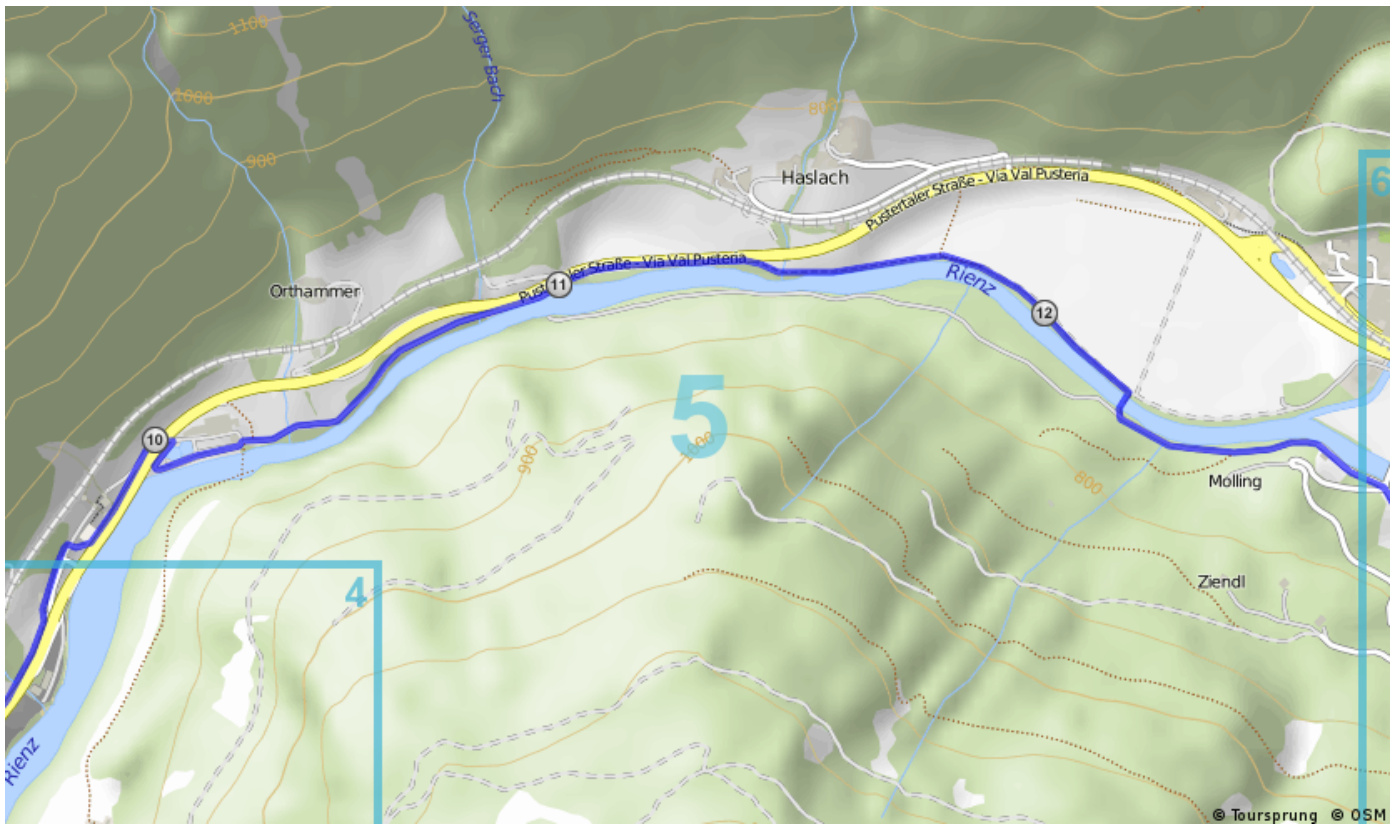 1100
Serger Bach
1000
800
900
Haslach
6
Pustertaler Straße - Via Val Pusteria
Pustertaler Straße - Via Val Pusteria
Rienz
11
Orthammer
12
5
10
1000
900
800
Molling
Ziendl
4
Rienz
© Toursprung © OSM